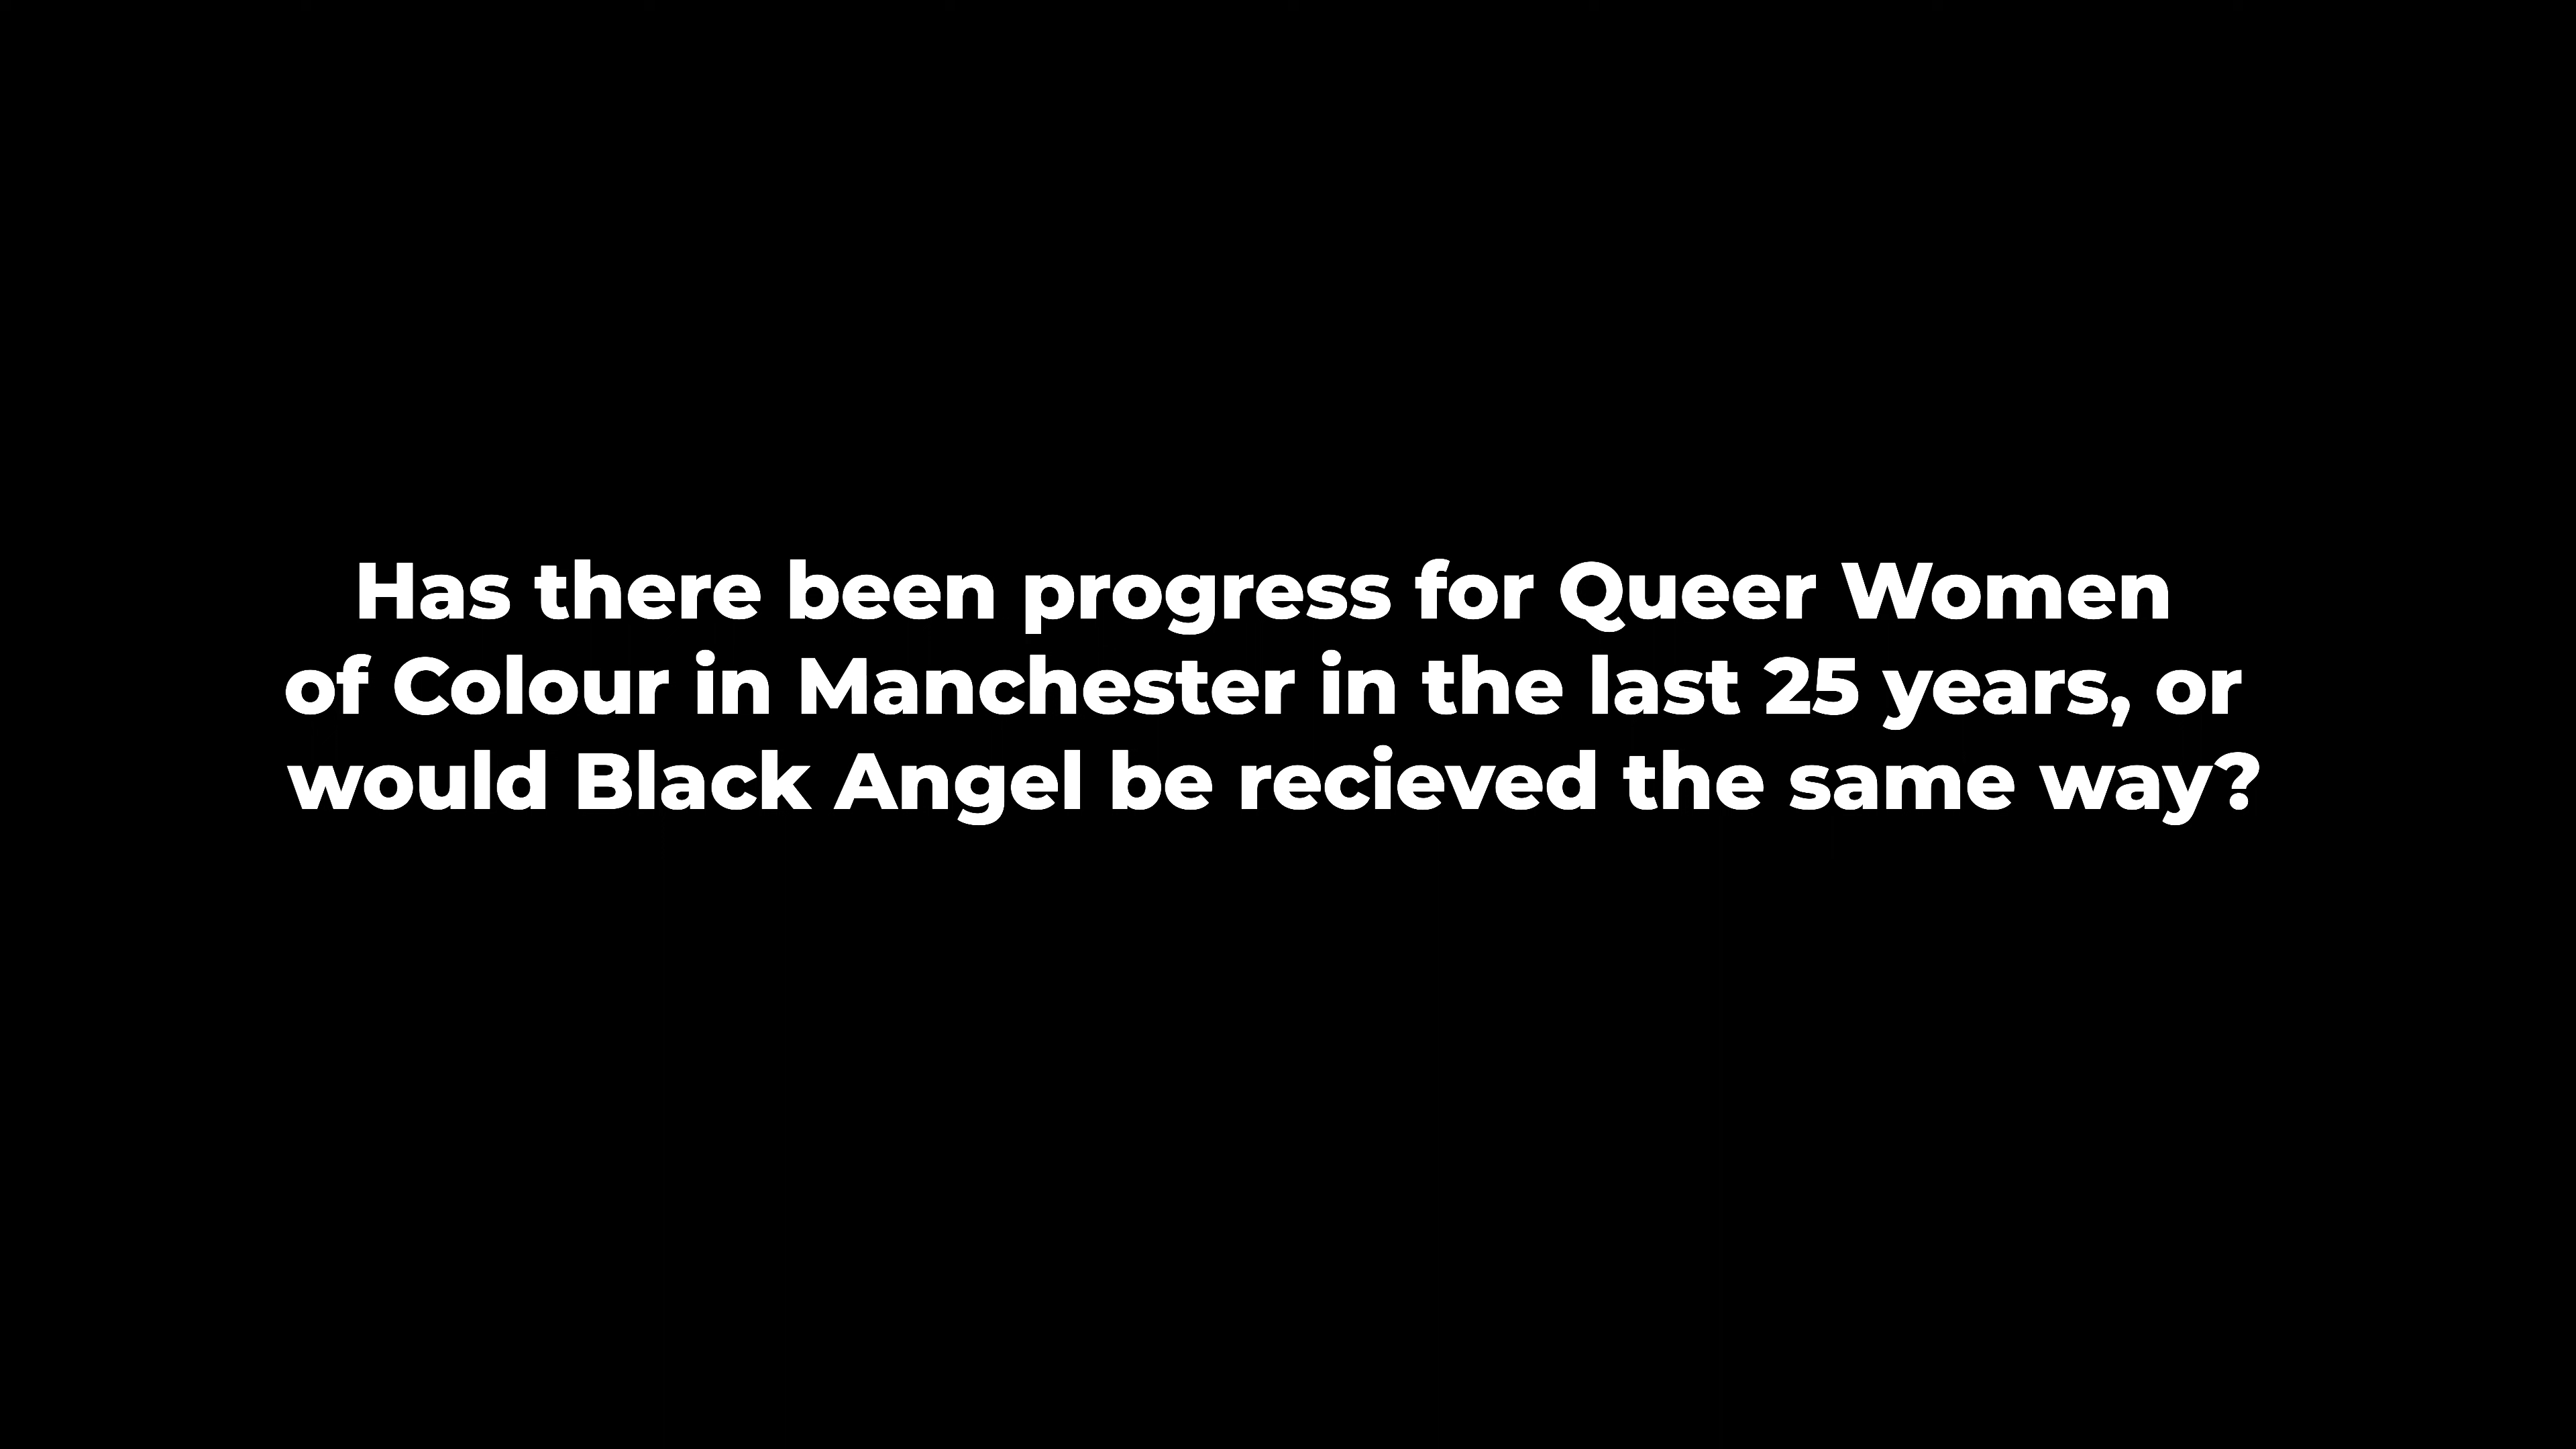 Has there been progress for Queer Women
of Colour in Manchester in the last 25 years, or
would Black Angel be recieved the same way?